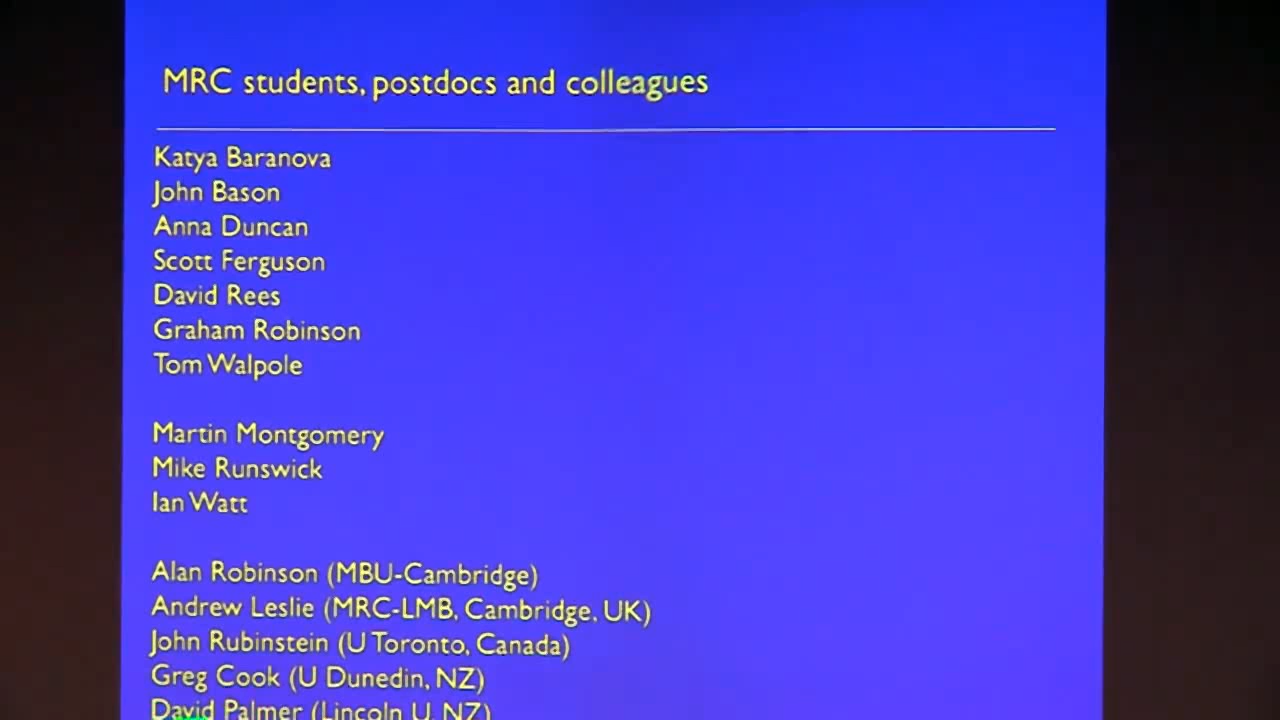 MRC students, postdocs and colleagues
Katya Baranova
John Bason
Anna Duncan
Scott Ferguson
David Rees
Graham Robinson
Tom Walpole
Martin Montgomery
Mike Runswick
Ian Watt
Alan Robinson (MBU-Cambridge)
Andrew Leslie (MRC-LMB, Cambridge, UK)
John Rubinstein (U Toronto, Canada)
Greg Cook (U Dunedin, NZ)
David Palmer (Lincoln U, NZ)